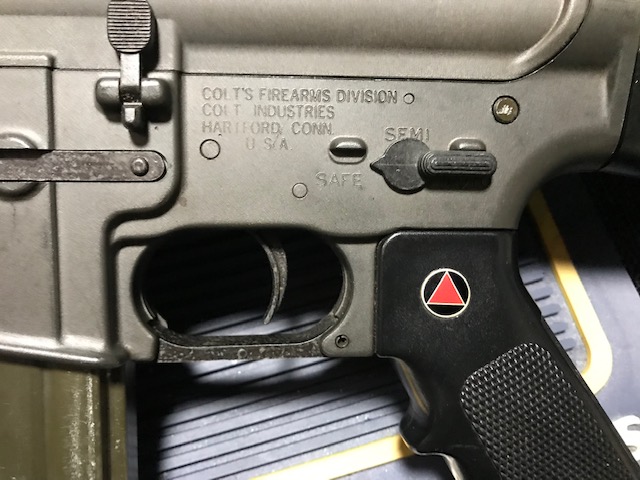 COLT'S FIREARMS DIVISION
COLT INDUSTRIES
HARTFORD, CONN.
U S/A
SEMI
SAFE